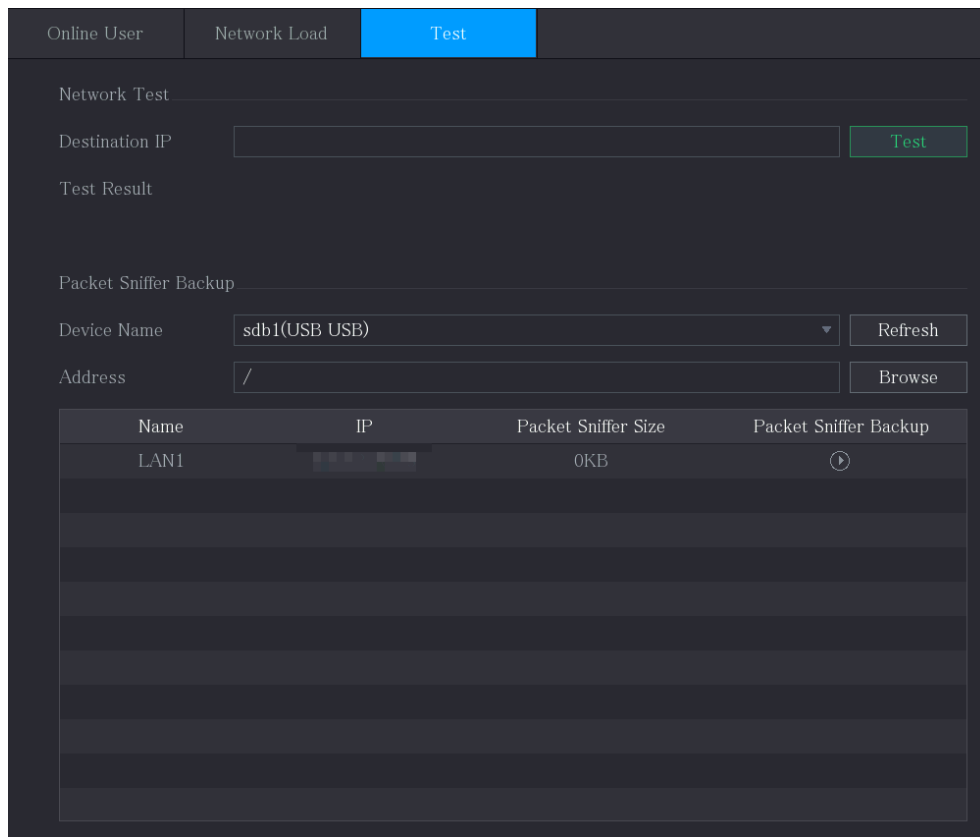 Online User Network Load Test
Network Test
Destination IP Test
Test Result
Packet Sniffer Backup
Device Name sdb1(USB USB) Refresh
Address / Browse
Name IP Packet Sniffer Size Packet Sniffer Backup
LAN1 0KB